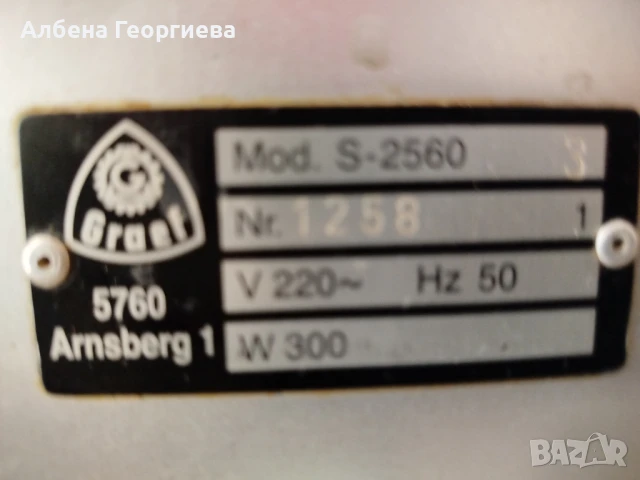 Албена Георгиева
Mod. S-2560 3
Nr. 1258 1
V 220~ Hz 50
W 300
G
Graef
5760
Arnsberg 1
BAZAR